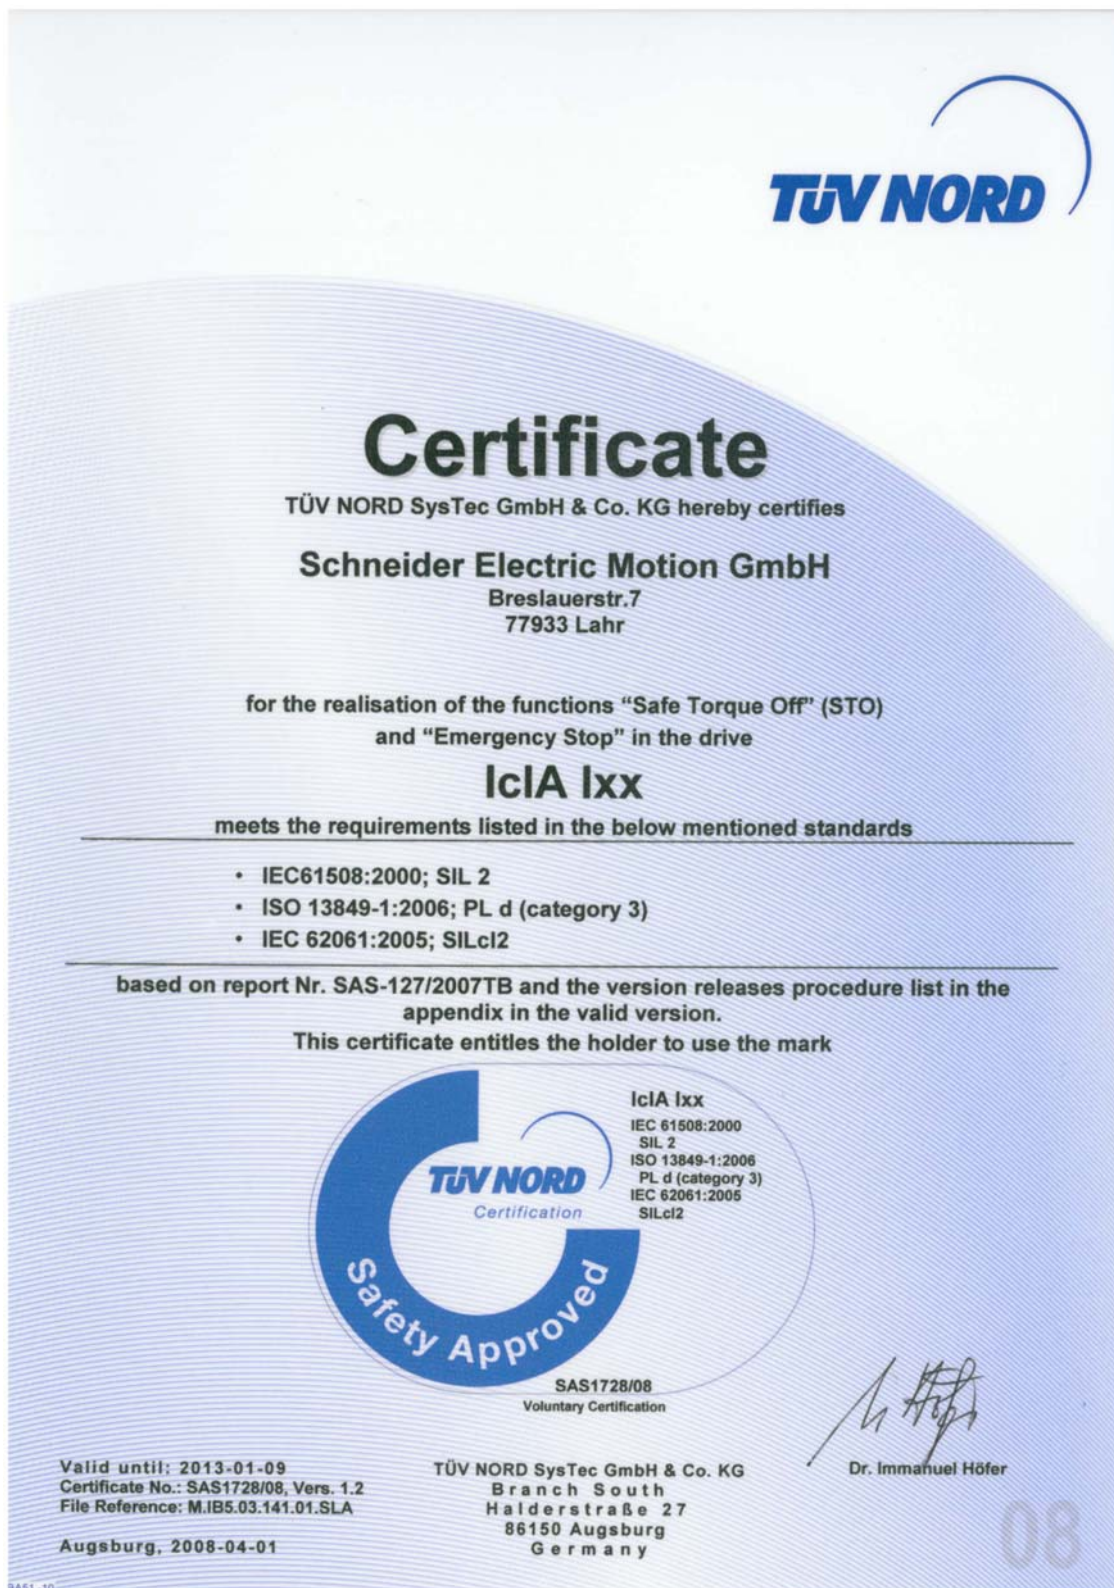 TÜV NORD
Certificate
TÜV NORD SysTec GmbH & Co. KG hereby certifies
Schneider Electric Motion GmbH
Breslauerstr.7
77933 Lahr
for the realisation of the functions “Safe Torque Off” (STO)
and “Emergency Stop” in the drive
IclA Ixx
meets the requirements listed in the below mentioned standards
• IEC61508:2000; SIL 2
• ISO 13849-1:2006; PL d (category 3)
• IEC 62061:2005; SILcl2
based on report Nr. SAS-127/2007TB and the version releases procedure list in the
appendix in the valid version.
This certificate entitles the holder to use the mark
TÜV NORD
Certification
Safety Approved
IclA Ixx
IEC 61508:2000
SIL 2
ISO 13849-1:2006
PL d (category 3)
IEC 62061:2005
SILcl2
SAS1728/08
Voluntary Certification
Valid until: 2013-01-09
Certificate No.: SAS1728/08, Vers. 1.2
File Reference: M.IB5.03.141.01.SLA
Augsburg, 2008-04-01
TÜV NORD SysTec GmbH & Co. KG
Branch South
Halderstraße 27
86150 Augsburg
Germany
Dr. Immanuel Höfer
08